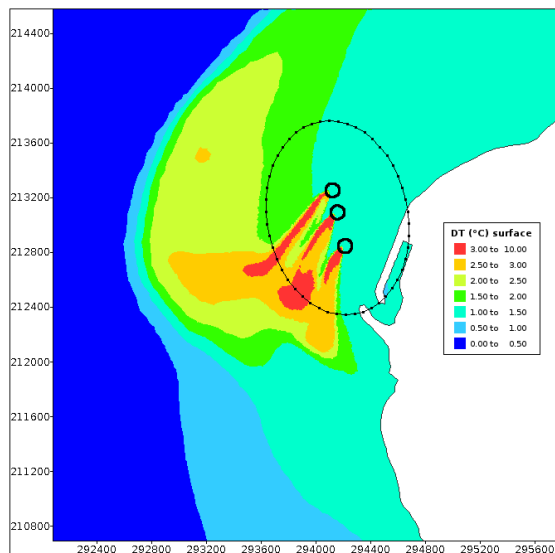 214400
214000
213600
213200
212800
212400
212000
211600
211200
210800
DT (°C) surface
3.00 to 10.00
2.50 to 3.00
2.00 to 2.50
1.50 to 2.00
1.00 to 1.50
0.50 to 1.00
0.00 to 0.50
292400 292800 293200 293600 294000 294400 294800 295200 295600